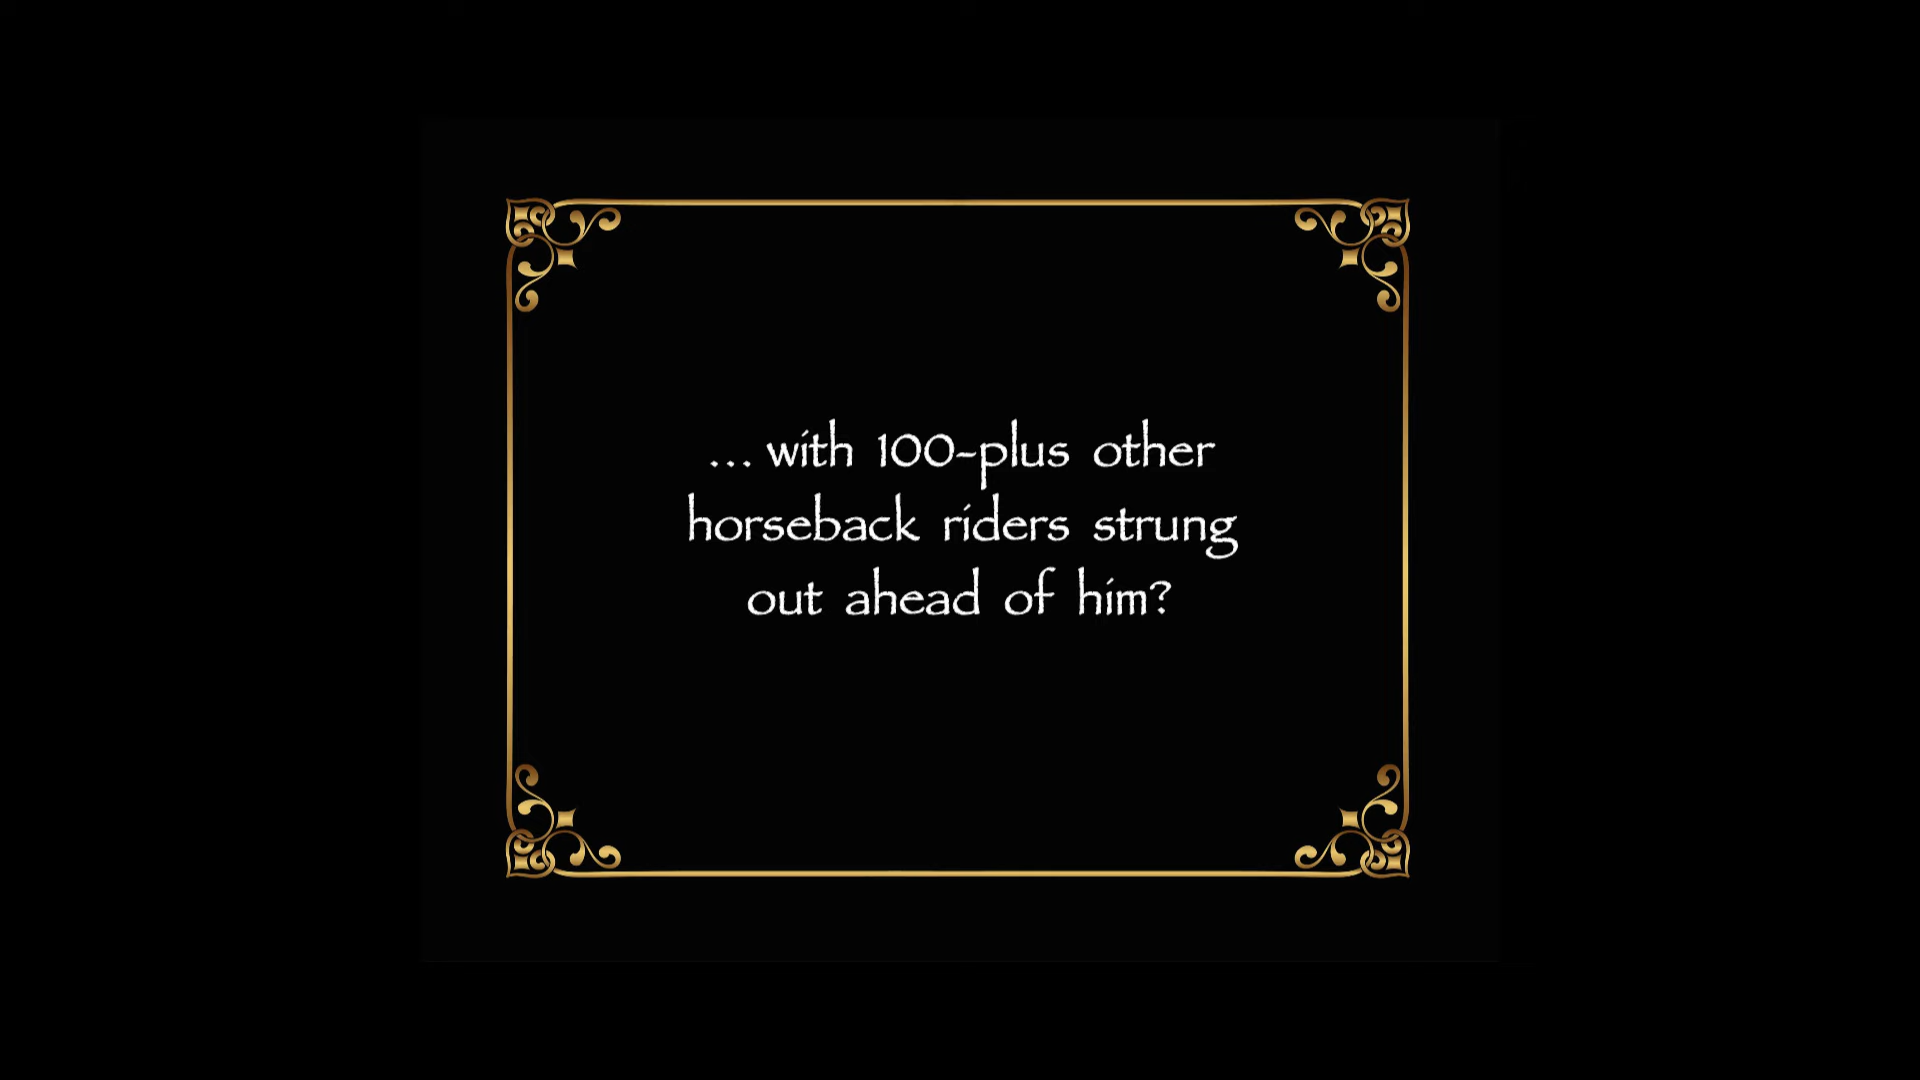 ... with 100-plus other
horseback riders strung
out ahead of him?